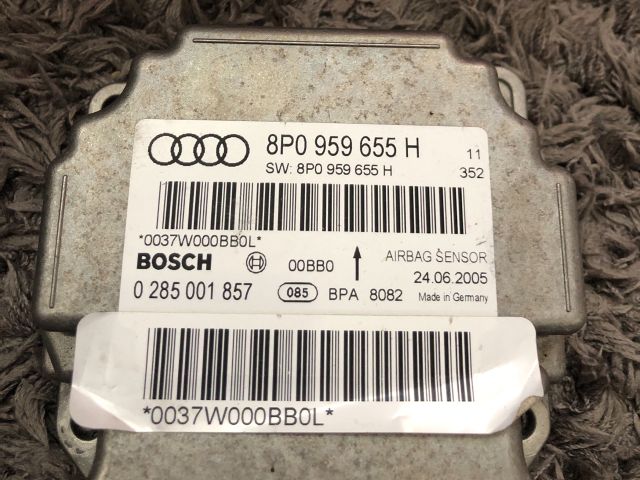 8P0 959 655 H 11
SW: 8P0 959 655 H 352
*0037W000BB0L*
BOSCH 00BB0 AIRBAG SENSOR
24.06.2005
0 285 001 857 085 BPA 8082 Made in Germany
*0037W000BB0L*